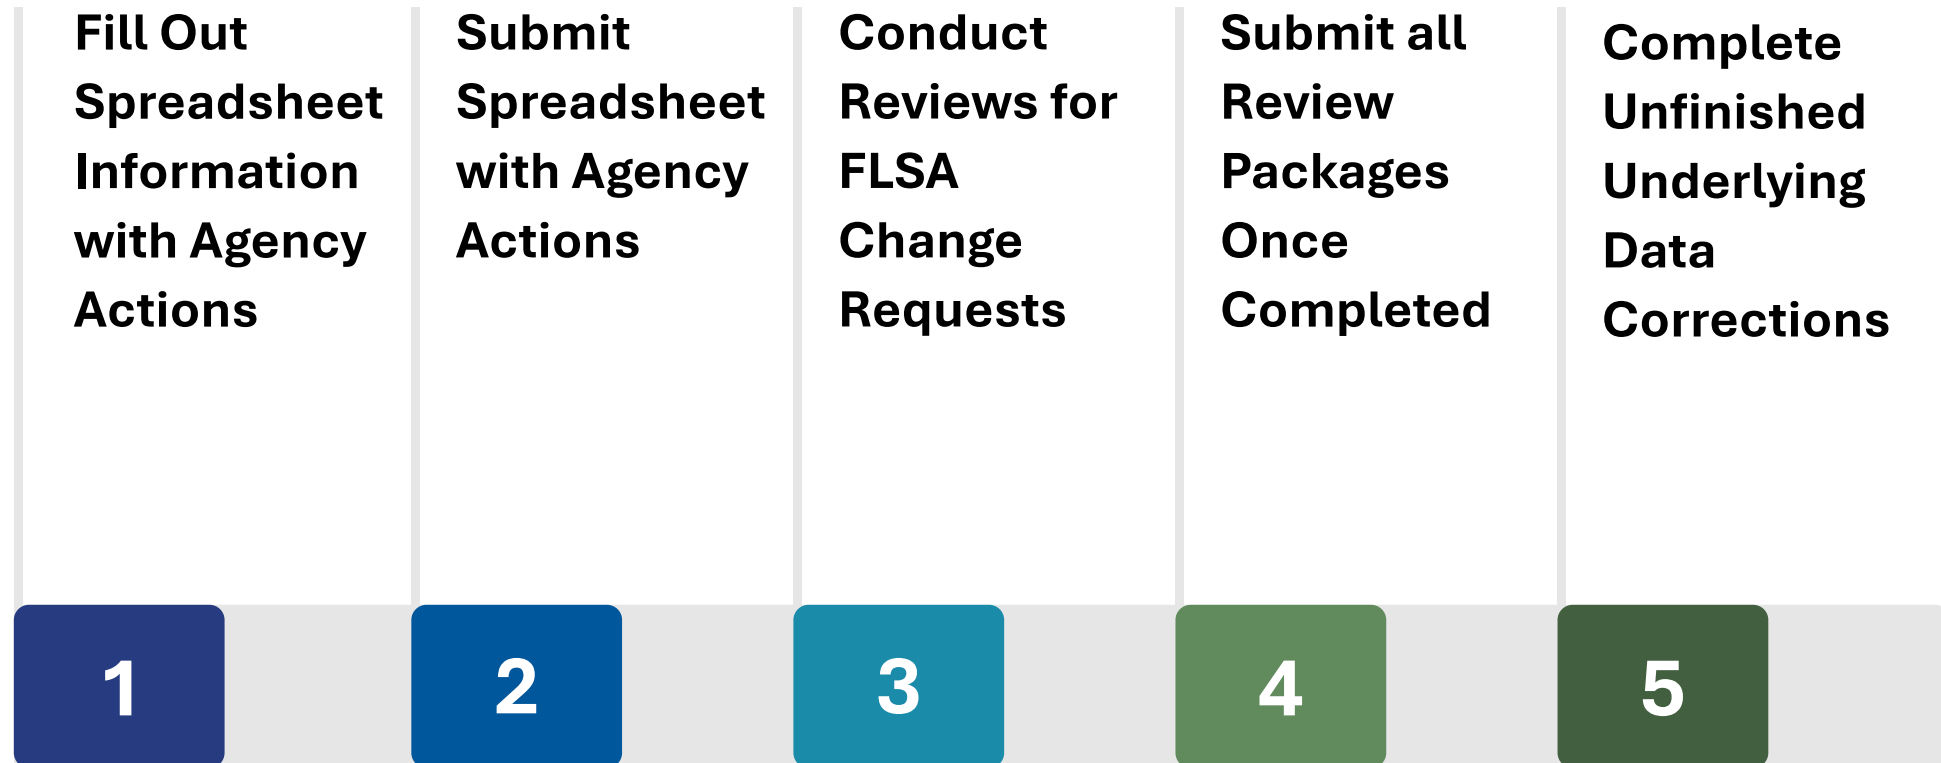 Fill Out
Spreadsheet
Information
with Agency
Actions
Submit
Spreadsheet
with Agency
Actions
Conduct
Reviews for
FLSA
Change
Requests
Submit all
Review
Packages
Once
Completed
Complete
Unfinished
Underlying
Data
Corrections
1
2
3
4
5